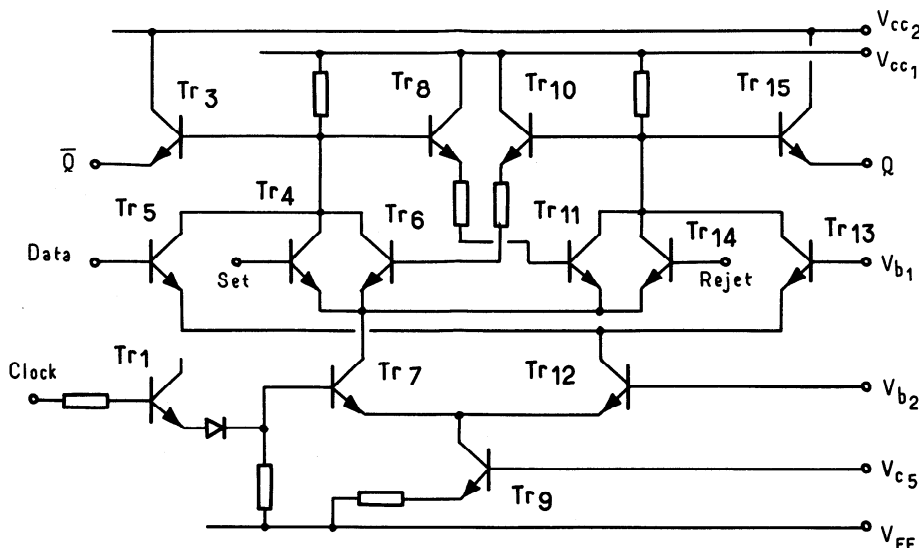 Vcc2
Vcc1
Tr3
Tr8
Tr10
Tr15
Q̅
Q
Tr4
Tr5
Tr6
Tr11
Tr14
Tr13
Data
Set
Rejet
Vb1
Tr1
Clock
Tr7
Tr12
Vb2
Tr9
Vc5
VEE